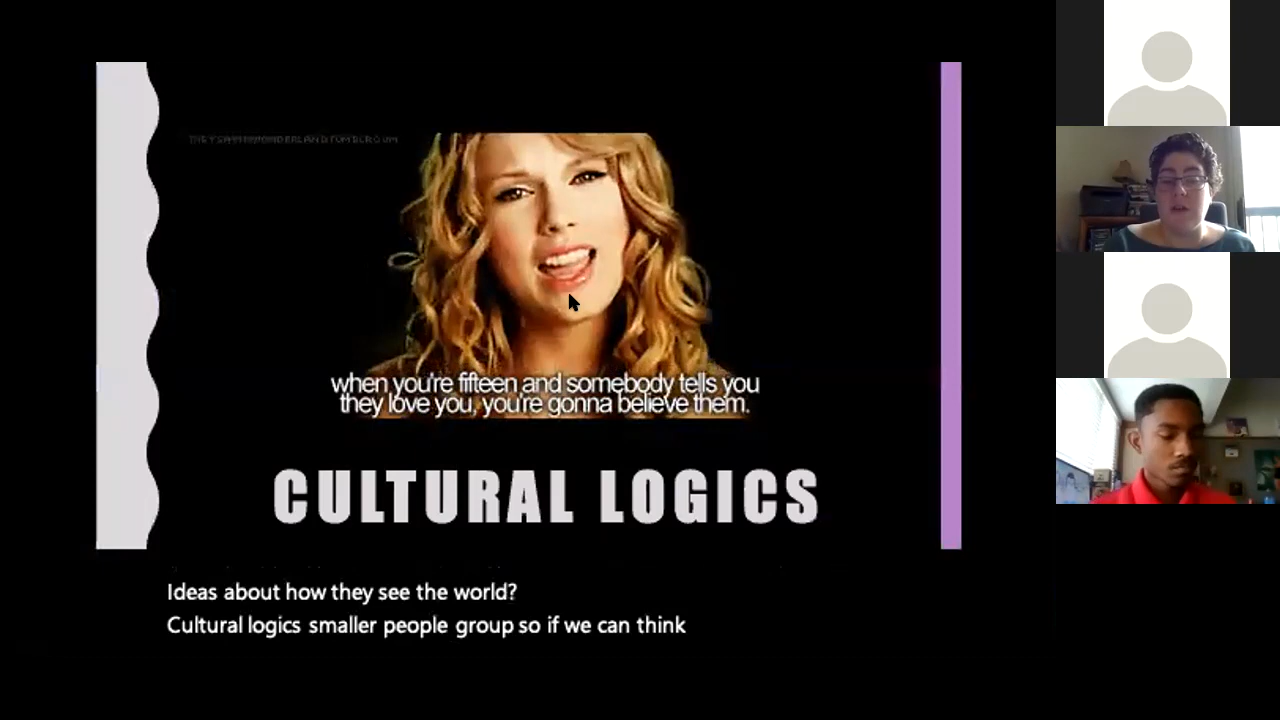 when you're fifteen and somebody tells you
they love you, you're gonna believe them.
CULTURAL LOGICS
Ideas about how they see the world?
Cultural logics smaller people group so if we can think